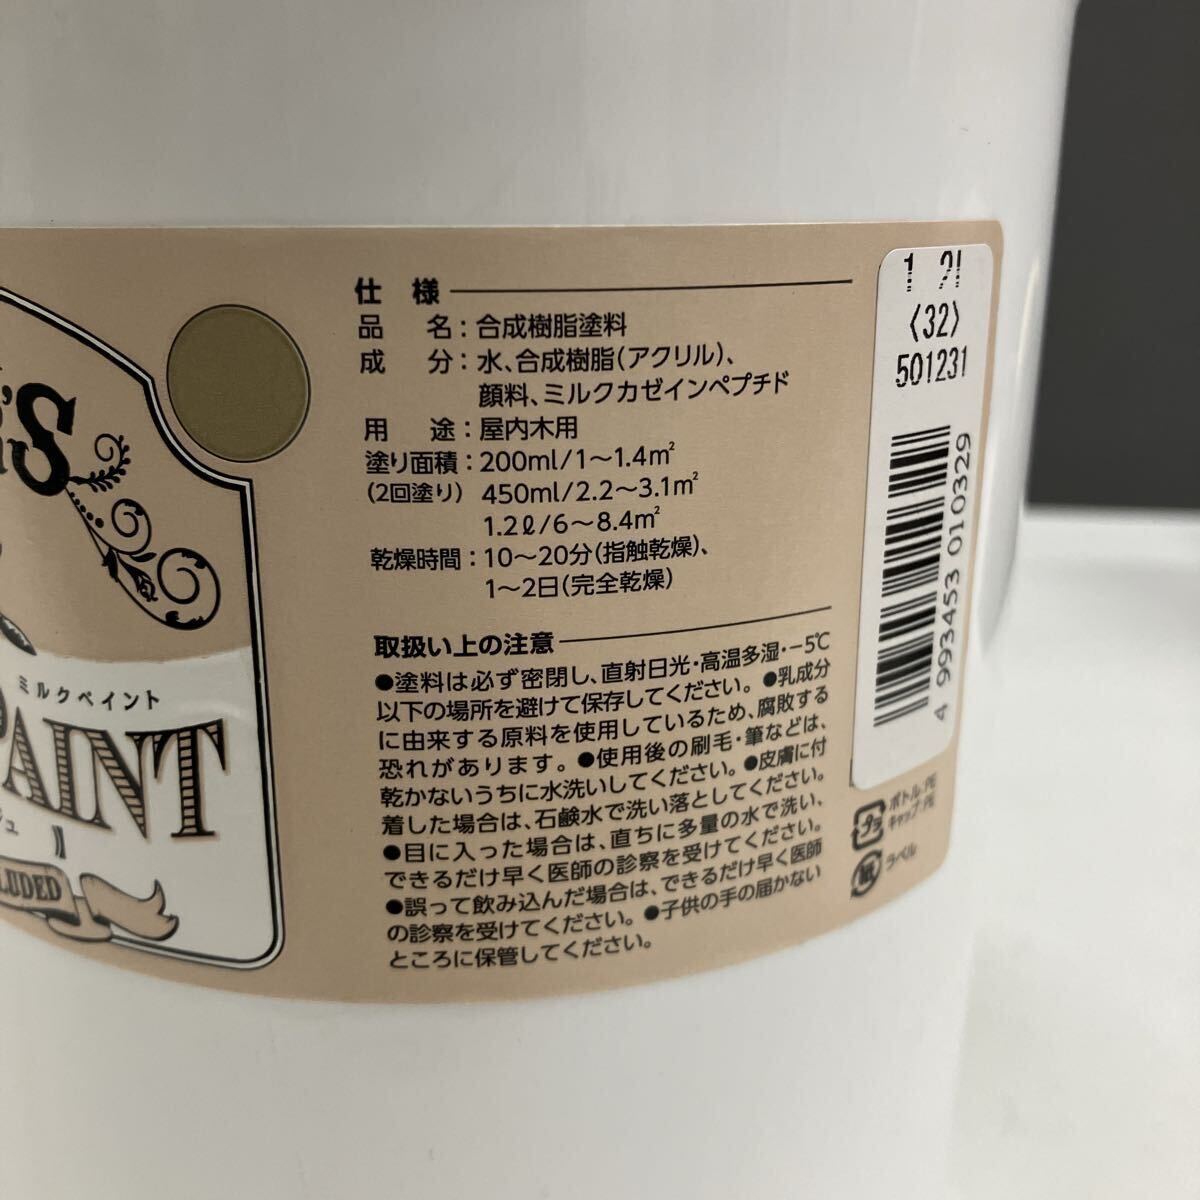 'S
ミルクペイント
PAINT
ュ 》
LUDED
仕 様
品 名：合成樹脂塗料
成 分：水、合成樹脂(アクリル)、
顔料、ミルクカゼインペプチド
用 途：屋内木用
塗り面積：200ml/1～1.4㎡
(2回塗り) 450ml/2.2～3.1㎡
1.2ℓ/6～8.4㎡
乾燥時間：10～20分(指触乾燥)、
1～2日(完全乾燥)
取扱い上の注意
●塗料は必ず密閉し、直射日光・高温多湿・−5℃
以下の場所を避けて保存してください。●乳成分
に由来する原料を使用しているため、腐敗する
恐れがあります。●使用後の刷毛・筆などは、
乾かないうちに水洗いしてください。●皮膚に付
着した場合は、石鹸水で洗い落としてください。
●目に入った場合は、直ちに多量の水で洗い、
できるだけ早く医師の診察を受けてください。
●誤って飲み込んだ場合は、できるだけ早く医師
の診察を受けてください。●子供の手の届かない
ところに保管してください。
1 2l
〈32〉
501231
4 993453 010329
プラ
ボトル:PE
キャップ:PE
紙
ラベル